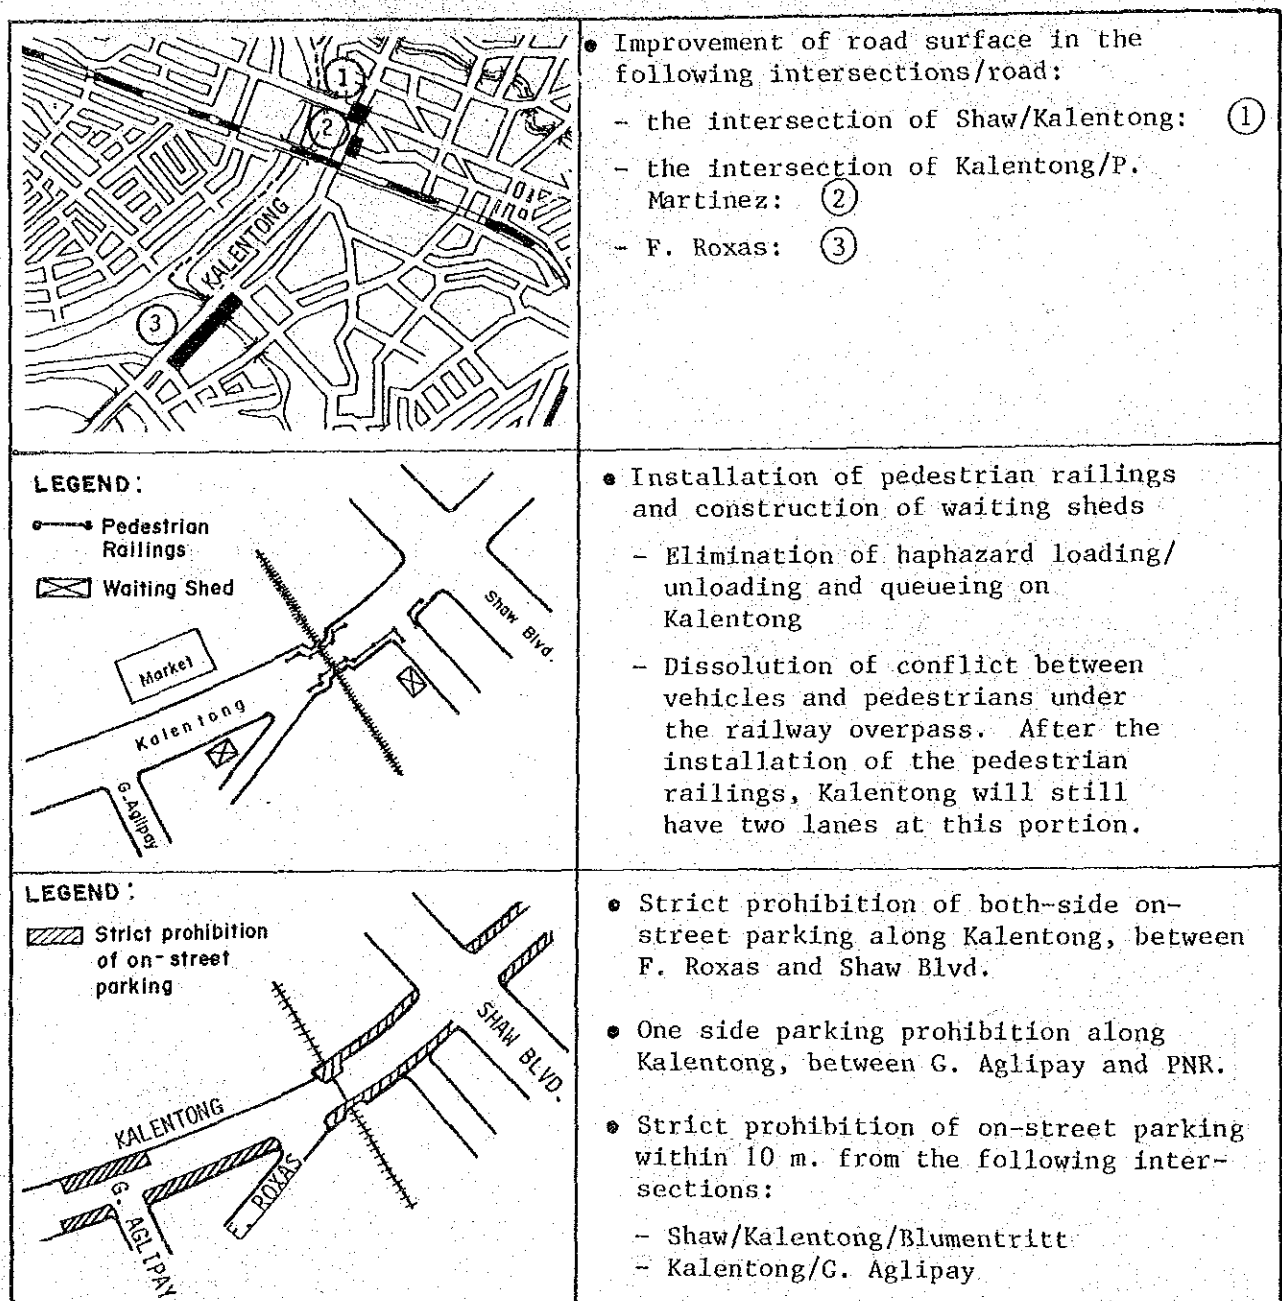 1
2
KALENTONG
3
• Improvement of road surface in the
following intersections/road:
- the intersection of Shaw/Kalentong: 1
- the intersection of Kalentong/P.
Martinez: 2
- F. Roxas: 3
LEGEND:
Pedestrian
Railings
Waiting Shed
Shaw Blvd.
Market
Kalentong
G. Aglipay
• Installation of pedestrian railings
and construction of waiting sheds
- Elimination of haphazard loading/
unloading and queueing on
Kalentong
- Dissolution of conflict between
vehicles and pedestrians under
the railway overpass. After the
installation of the pedestrian
railings, Kalentong will still
have two lanes at this portion.
LEGEND:
Strict prohibition
of on-street
parking
SHAW BLVD.
KALENTONG
F. ROXAS
G. AGLIPAY
• Strict prohibition of both-side on-
street parking along Kalentong, between
F. Roxas and Shaw Blvd.
• One side parking prohibition along
Kalentong, between G. Aglipay and PNR.
• Strict prohibition of on-street parking
within 10 m. from the following inter-
sections:
- Shaw/Kalentong/Blumentritt
- Kalentong/G. Aglipay